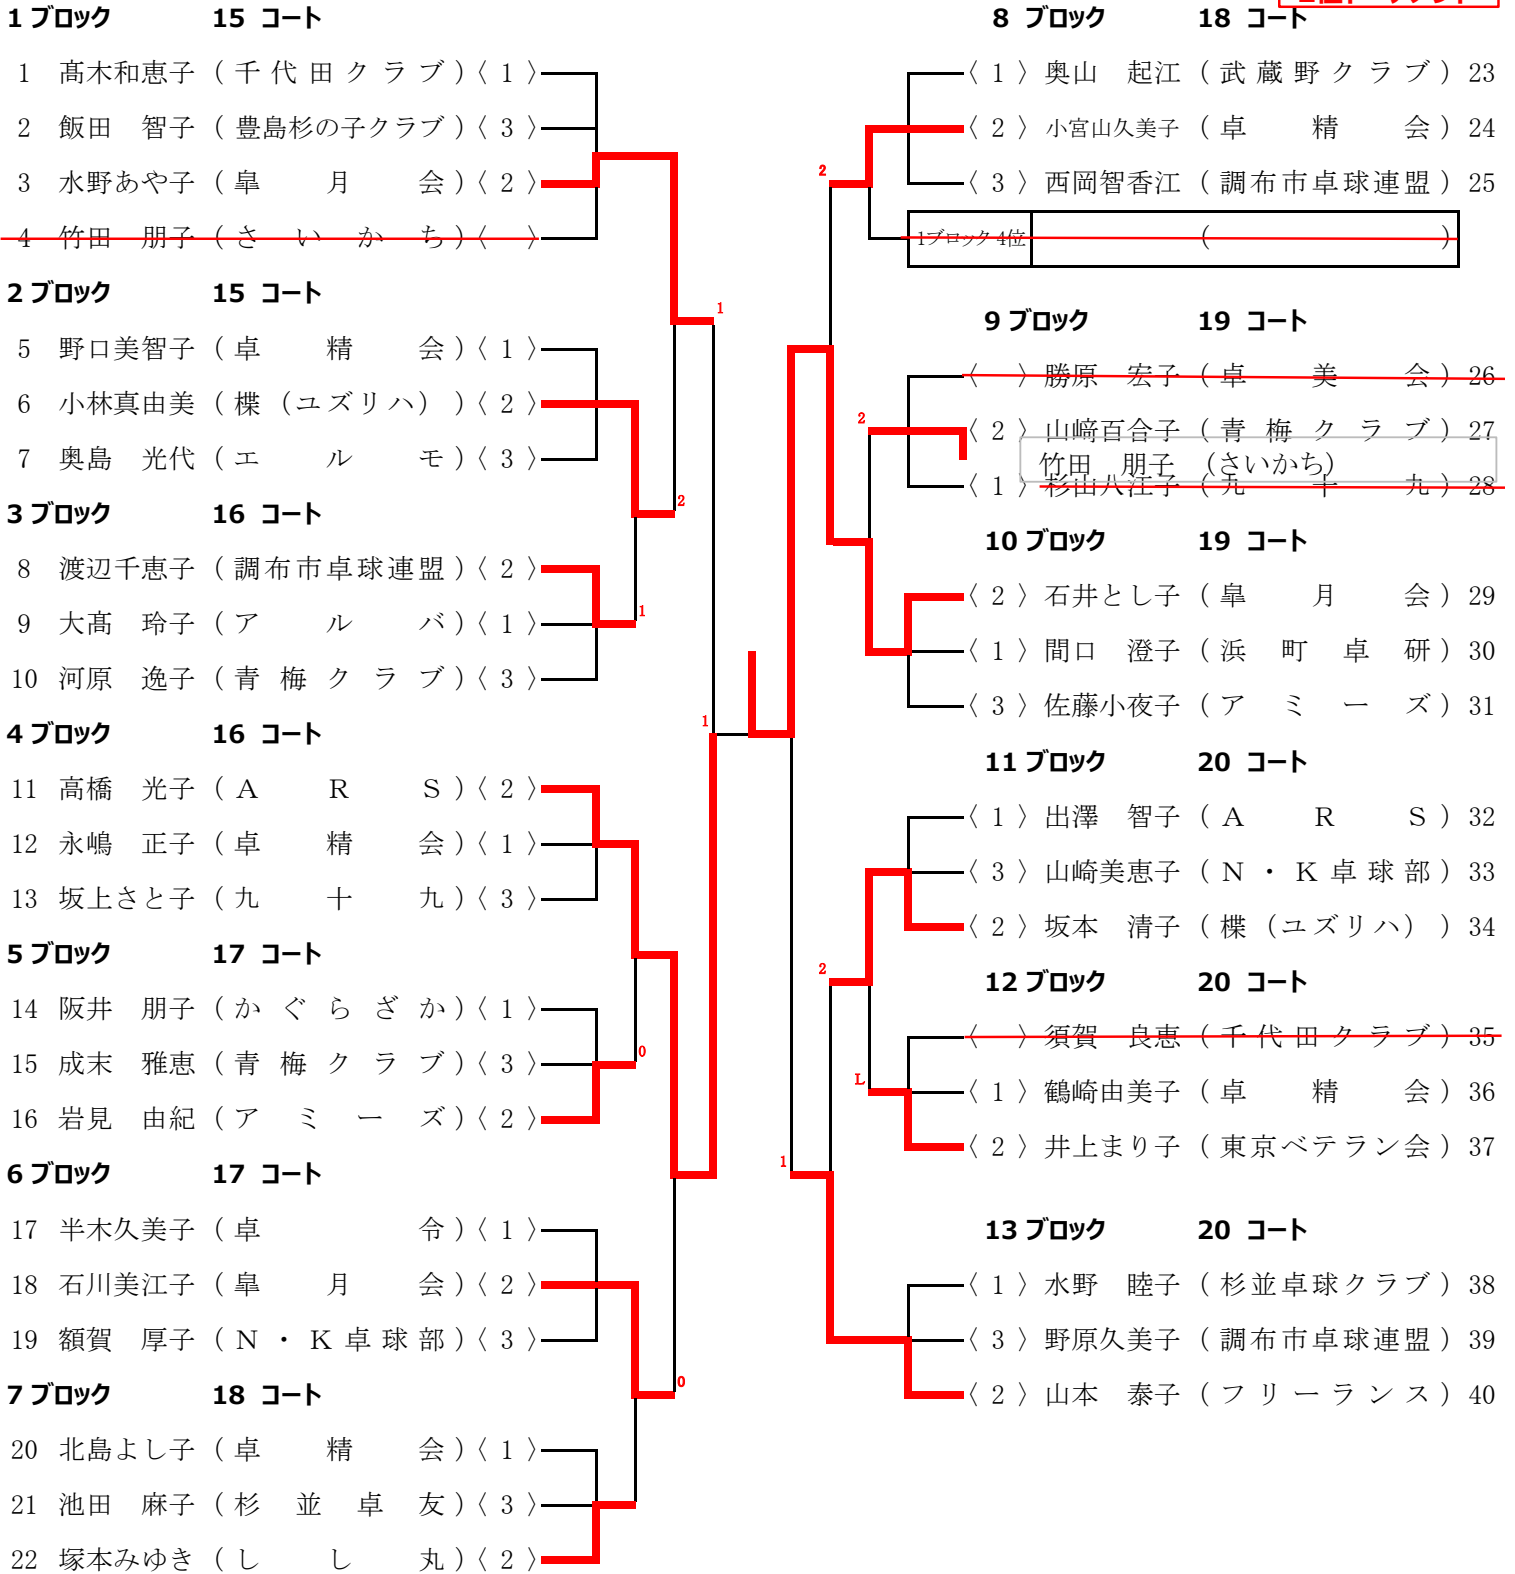 1 ブロック 15 コート
1 髙木和恵子 （千代田クラブ）〈 1 〉
2 飯田 智子 （豊島杉の子クラブ）〈 3 〉
3 水野あや子 （皐月会）〈 2 〉
4 竹田 朋子 （さいかち）〈 〉
2 ブロック 15 コート
5 野口美智子 （卓精会）〈 1 〉
6 小林真由美 （楪（ユズリハ））〈 2 〉
7 奥島 光代 （エルモ）〈 3 〉
3 ブロック 16 コート
8 渡辺千恵子 （調布市卓球連盟）〈 2 〉
9 大髙 玲子 （アルバ）〈 1 〉
10 河原 逸子 （青梅クラブ）〈 3 〉
4 ブロック 16 コート
11 高橋 光子 （ARS）〈 2 〉
12 永嶋 正子 （卓精会）〈 1 〉
13 坂上さと子 （九十九）〈 3 〉
5 ブロック 17 コート
14 阪井 朋子 （かぐらざか）〈 1 〉
15 成末 雅恵 （青梅クラブ）〈 3 〉
16 岩見 由紀 （アミーズ）〈 2 〉
6 ブロック 17 コート
17 半木久美子 （卓令）〈 1 〉
18 石川美江子 （皐月会）〈 2 〉
19 額賀 厚子 （N・K卓球部）〈 3 〉
7 ブロック 18 コート
20 北島よし子 （卓精会）〈 1 〉
21 池田 麻子 （杉並卓友）〈 3 〉
22 塚本みゆき （しし丸）〈 2 〉
1
2
1
1
0
0
8 ブロック 18 コート
〈 1 〉 奥山 起江 （武蔵野クラブ） 23
〈 2 〉 小宮山久美子 （卓精会） 24
〈 3 〉 西岡智香江 （調布市卓球連盟） 25
1ブロック 4位 （ ）
9 ブロック 19 コート
〈 〉 勝原 宏子 （卓美会） 26
〈 2 〉 山﨑百合子 （青梅クラブ） 27
竹田 朋子 （さいかち）
〈 1 〉 杉山八江子 （九十九） 28
10 ブロック 19 コート
〈 2 〉 石井とし子 （皐月会） 29
〈 1 〉 間口 澄子 （浜町卓研） 30
〈 3 〉 佐藤小夜子 （アミーズ） 31
11 ブロック 20 コート
〈 1 〉 出澤 智子 （ARS） 32
〈 3 〉 山崎美恵子 （N・K卓球部） 33
〈 2 〉 坂本 清子 （楪（ユズリハ）） 34
12 ブロック 20 コート
〈 〉 須賀 良恵 （千代田クラブ） 35
〈 1 〉 鶴崎由美子 （卓精会） 36
〈 2 〉 井上まり子 （東京ベテラン会） 37
13 ブロック 20 コート
〈 1 〉 水野 睦子 （杉並卓球クラブ） 38
〈 3 〉 野原久美子 （調布市卓球連盟） 39
〈 2 〉 山本 泰子 （フリーランス） 40
2
2
2
L
1